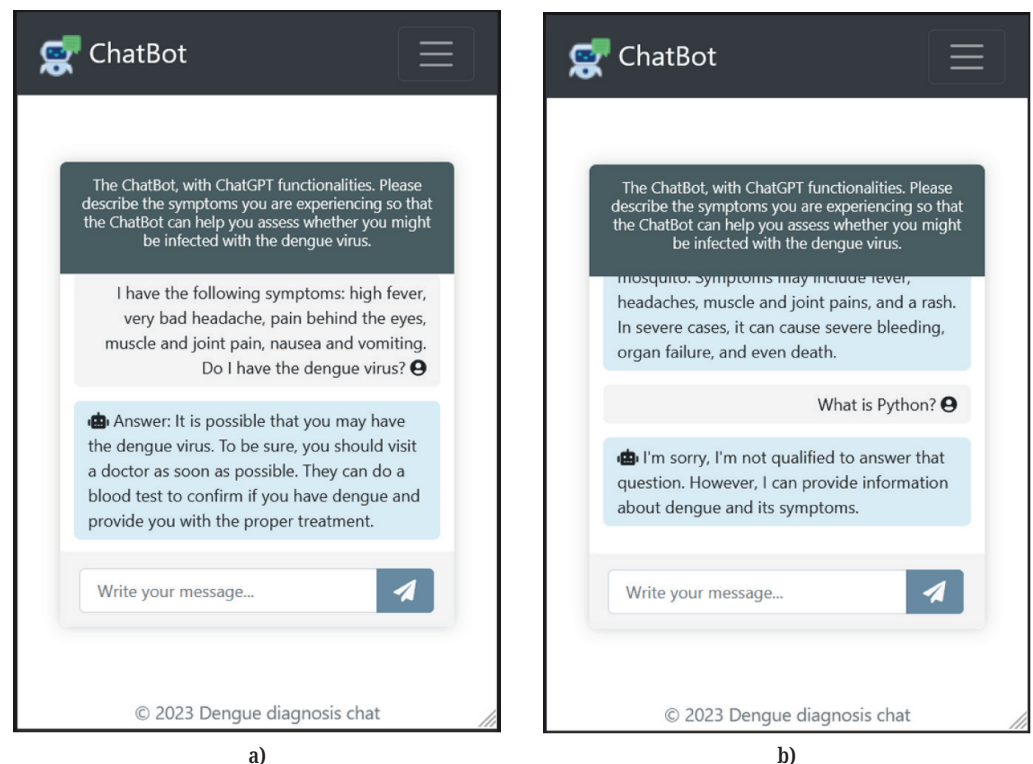 ChatBot
The ChatBot, with ChatGPT functionalities. Please
describe the symptoms you are experiencing so that
the ChatBot can help you assess whether you might
be infected with the dengue virus.
I have the following symptoms: high fever,
very bad headache, pain behind the eyes,
muscle and joint pain, nausea and vomiting.
Do I have the dengue virus?
Answer: It is possible that you may have
the dengue virus. To be sure, you should visit
a doctor as soon as possible. They can do a
blood test to confirm if you have dengue and
provide you with the proper treatment.
Write your message...
© 2023 Dengue diagnosis chat
a)
ChatBot
The ChatBot, with ChatGPT functionalities. Please
describe the symptoms you are experiencing so that
the ChatBot can help you assess whether you might
be infected with the dengue virus.
mosquito. Symptoms may include fever,
headaches, muscle and joint pains, and a rash.
In severe cases, it can cause severe bleeding,
organ failure, and even death.
What is Python?
I'm sorry, I'm not qualified to answer that
question. However, I can provide information
about dengue and its symptoms.
Write your message...
© 2023 Dengue diagnosis chat
b)